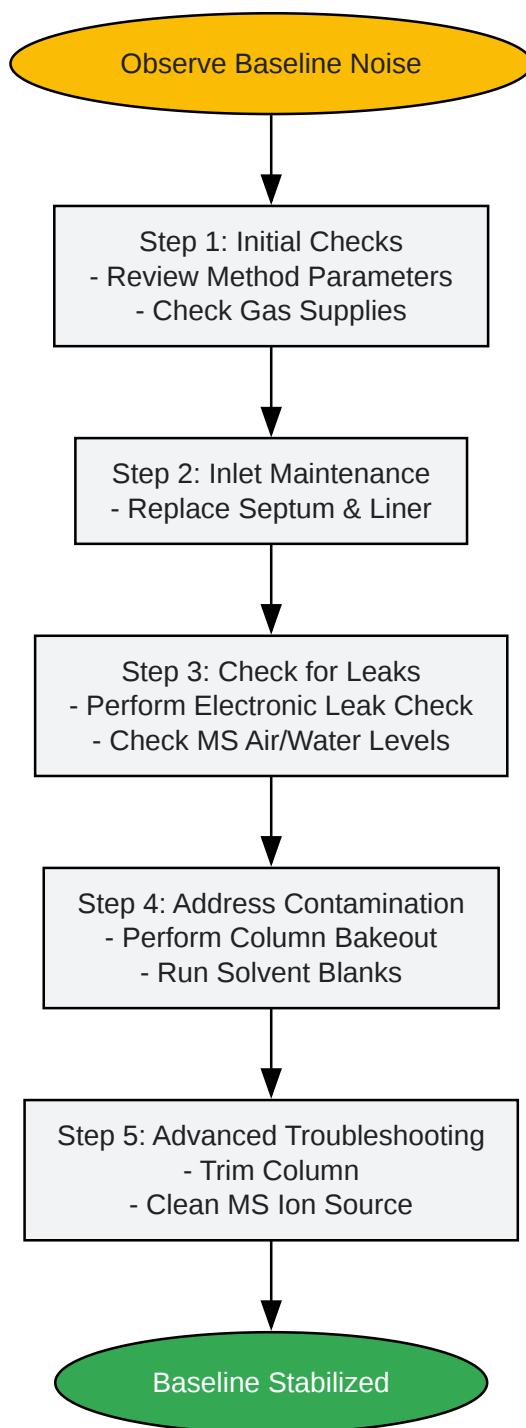 Observe Baseline Noise
Step 1: Initial Checks
- Review Method Parameters
- Check Gas Supplies
Step 2: Inlet Maintenance
- Replace Septum & Liner
Step 3: Check for Leaks
- Perform Electronic Leak Check
- Check MS Air/Water Levels
Step 4: Address Contamination
- Perform Column Bakeout
- Run Solvent Blanks
Step 5: Advanced Troubleshooting
- Trim Column
- Clean MS Ion Source
Baseline Stabilized